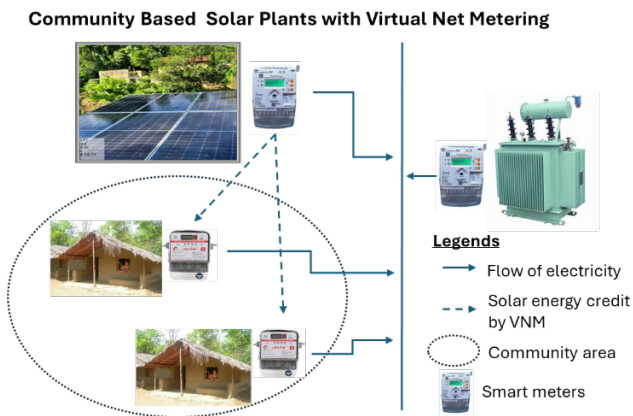 Community Based Solar Plants with Virtual Net Metering
Legends
Flow of electricity
Solar energy credit
by VNM
Community area
Smart meters